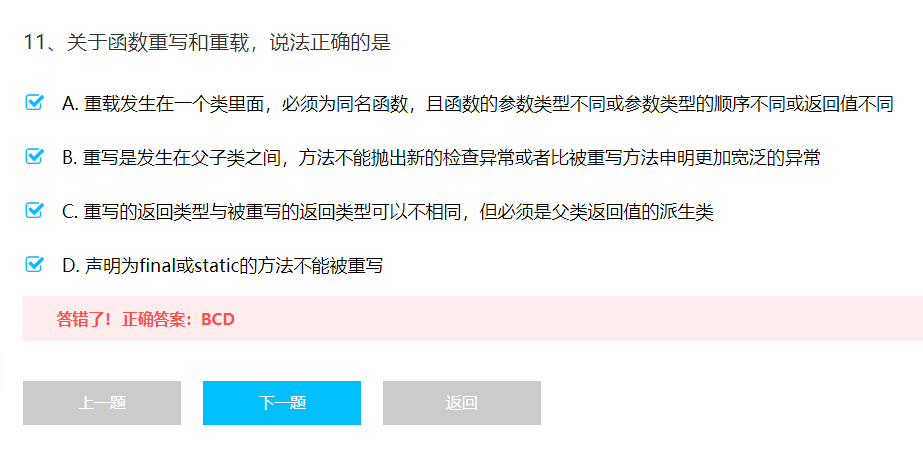 11、关于函数重写和重载，说法正确的是
A. 重载发生在一个类里面，必须为同名函数，且函数的参数类型不同或参数类型的顺序不同或返回值不同
B. 重写是发生在父子类之间，方法不能抛出新的检查异常或者比被重写方法申明更加宽泛的异常
C. 重写的返回类型与被重写的返回类型可以不相同，但必须是父类返回值的派生类
D. 声明为final或static的方法不能被重写
答错了！正确答案：BCD
上一题 下一题 返回